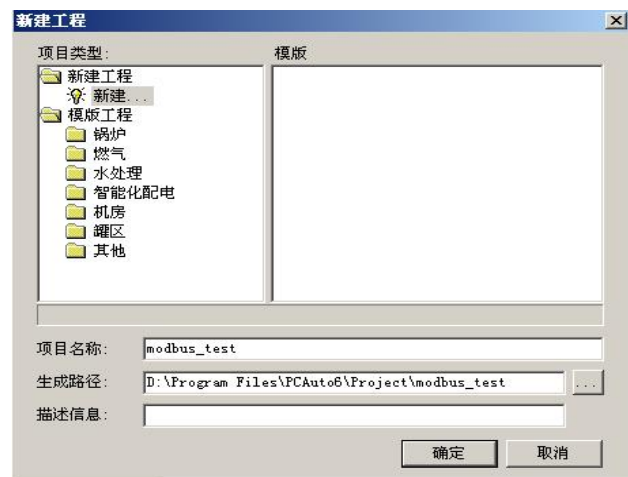 新建工程
项目类型:
模版
新建工程
新建...
模版工程
锅炉
燃气
水处理
智能化配电
机房
罐区
其他
项目名称:
modbus_test
生成路径:
D:\Program Files\PCAuto6\Project\modbus_test
...
描述信息:
确定
取消